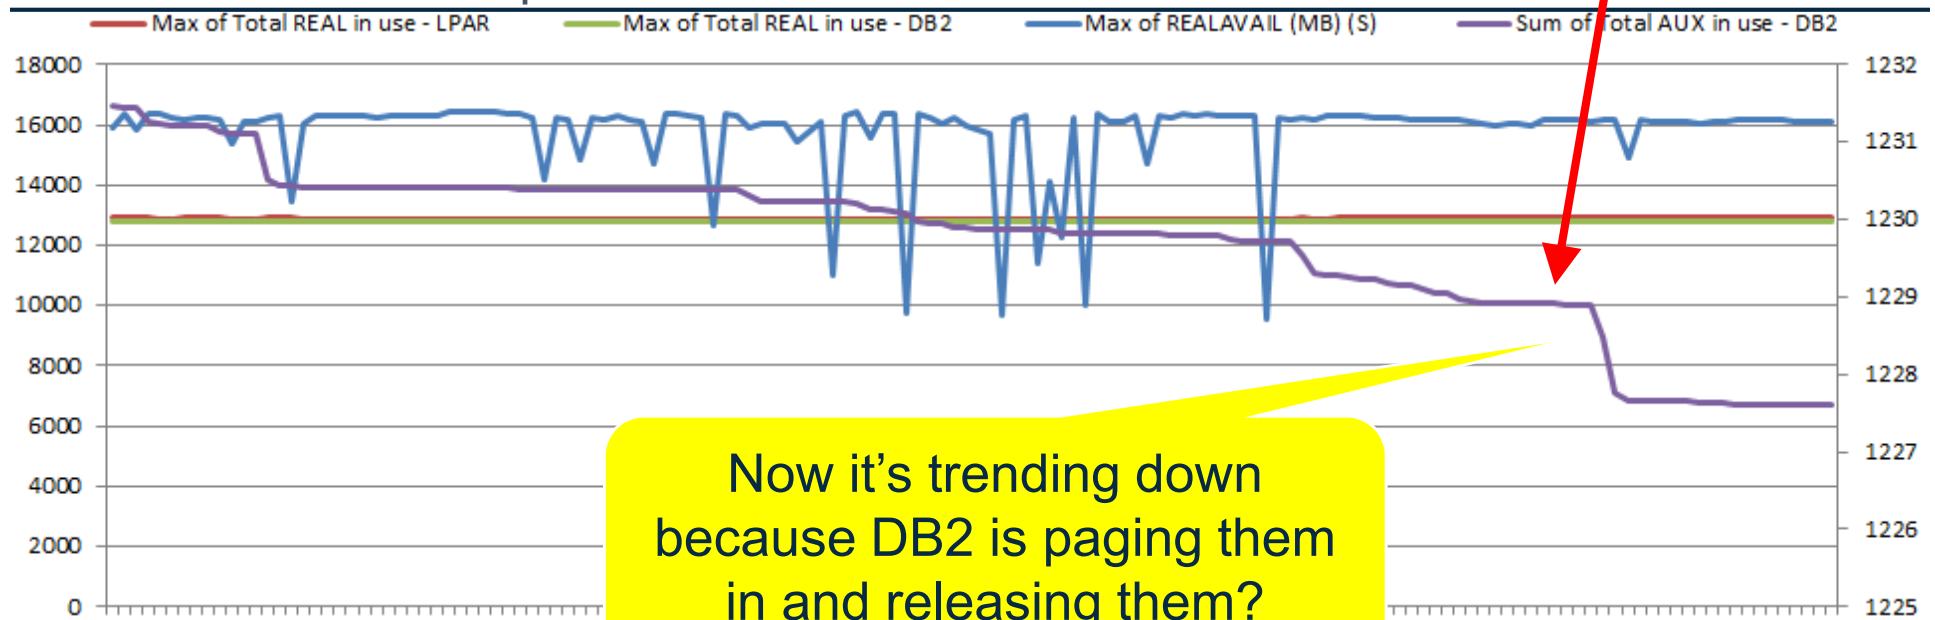 Max of Total REAL in use - LPAR Max of Total REAL in use - DB2 Max of REALAVAIL (MB) (S) Sum of Total AUX in use - DB2
18000 1232
16000 1231
14000
12000 1230
10000 1229
8000 1228
6000 1227
4000 1226
2000
0 1225
Now it’s trending down
because DB2 is paging them
in and releasing them?